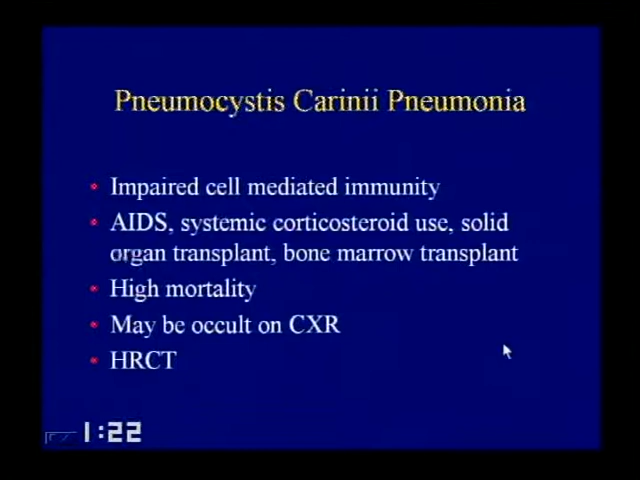 Pneumocystis Carinii Pneumonia
• Impaired cell mediated immunity
• AIDS, systemic corticosteroid use, solid
organ transplant, bone marrow transplant
• High mortality
• May be occult on CXR
• HRCT
1:22